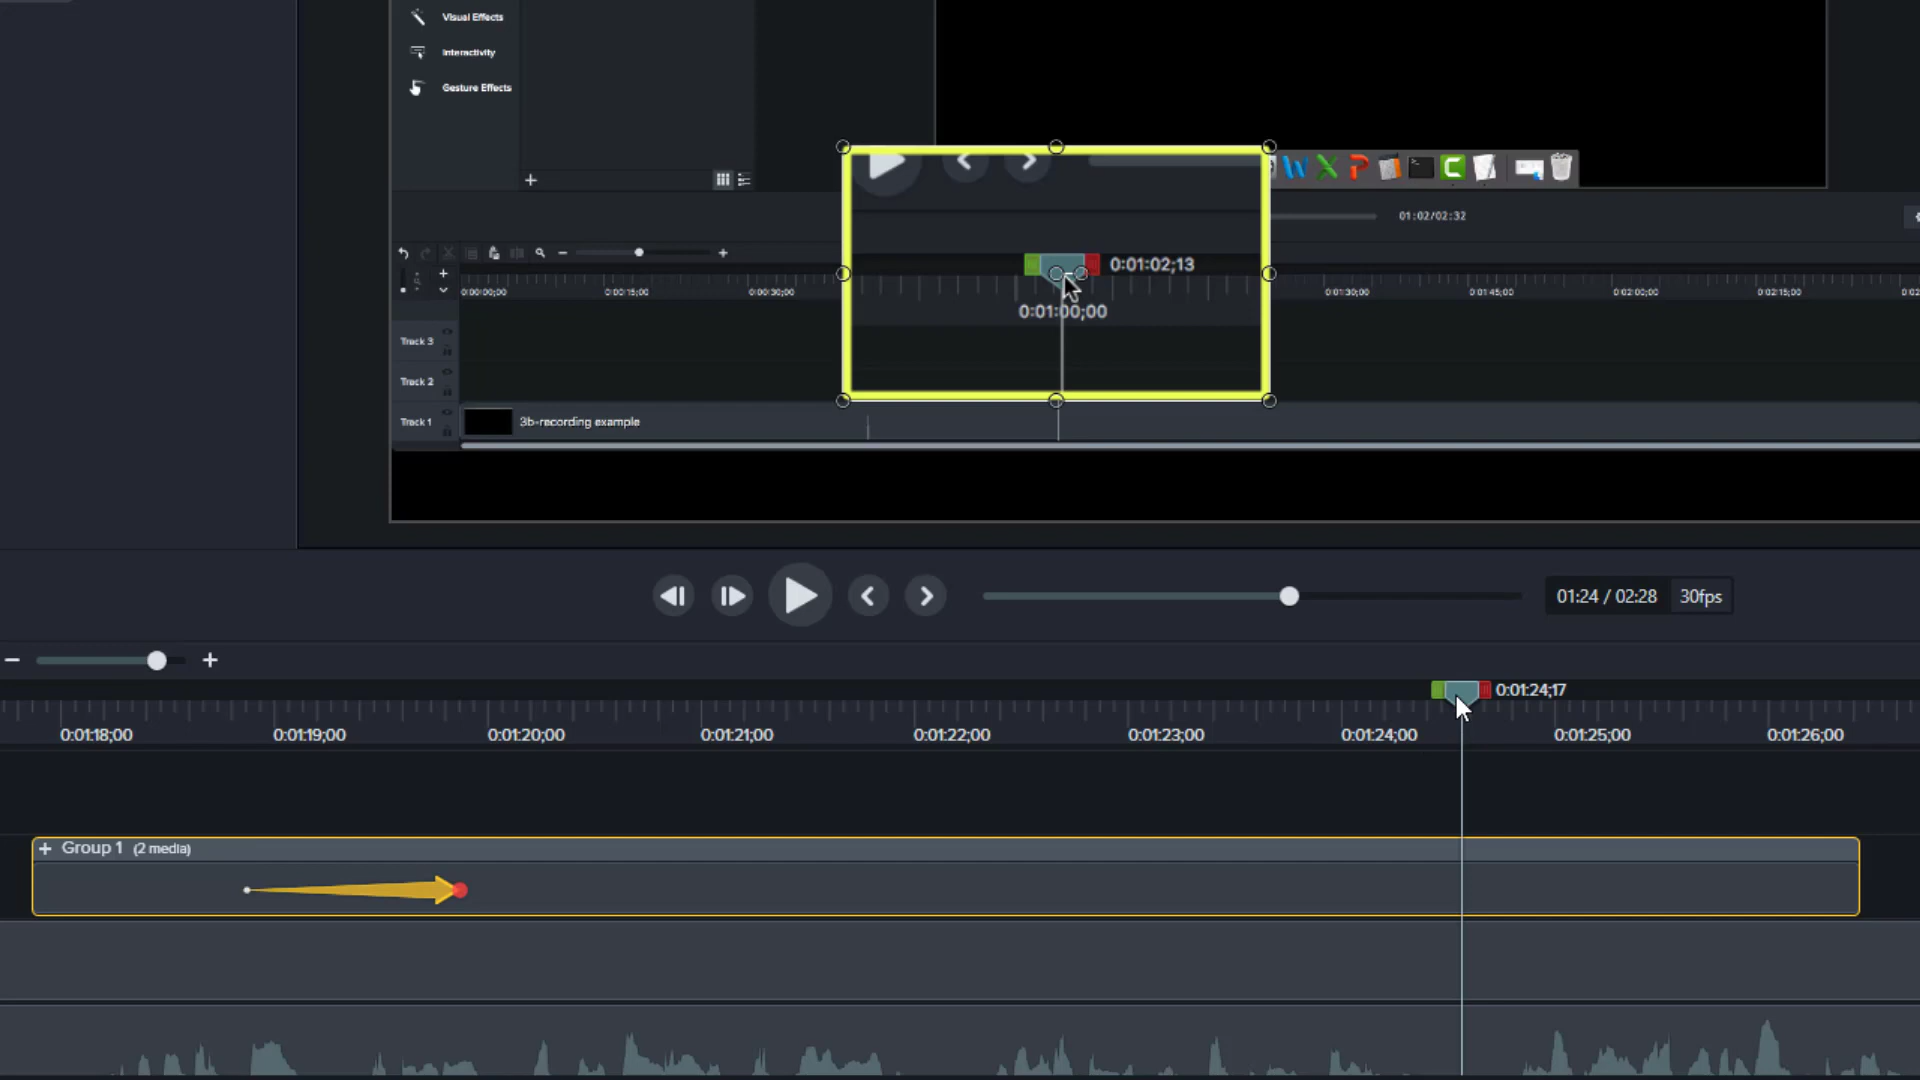 Visual Effects
Interactivity
Gesture Effects
01:02/02:32
0:01:02;13
0:00:00;00
0:00:15;00
0:00:30;00
0:01:00;00
0:01:30;00
0:01:45;00
0:02:00;00
0:02:15;00
0:02
Track 3
Track 2
Track 1
3b-recording example
01:24 / 02:28
30fps
0:01:24;17
0:01:18;00
0:01:19;00
0:01:20;00
0:01:21;00
0:01:22;00
0:01:23;00
0:01:24;00
0:01:25;00
0:01:26;00
Group 1 (2 media)